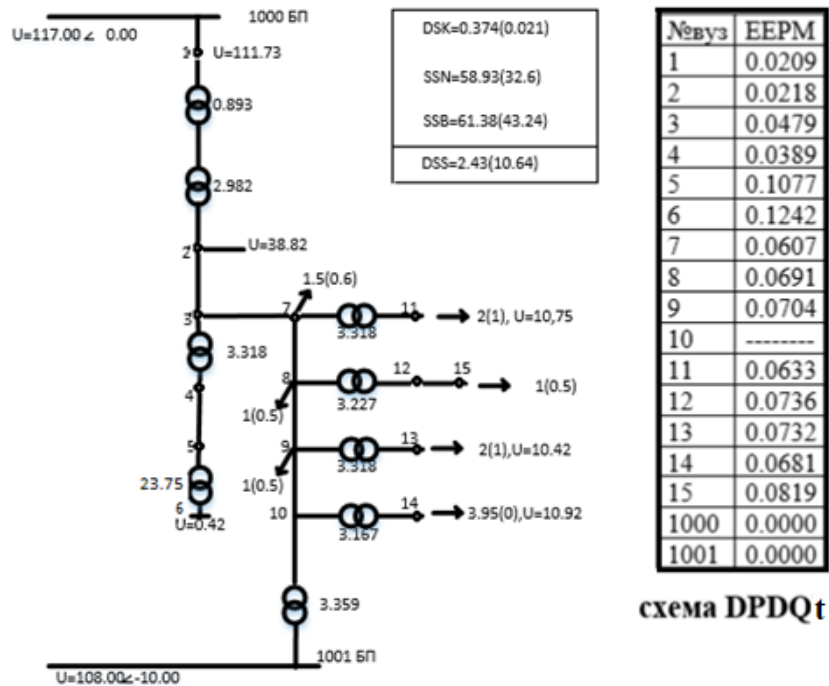 1000 БП
U=117.00∠ 0.00
1 U=111.73
0.893
2.982
2
U=38.82
3
3.318
4
5
23.75
6
U=0.42
1.5(0.6)
7
3.318
11
2(1), U=10,75
8
1(0.5)
3.227
12
15
1(0.5)
9
1(0.5)
3.318
13
2(1),U=10.42
10
3.167
14
3.95(0),U=10.92
3.359
1001 БП
U=108.00∠-10.00
DSK=0.374(0.021)
SSN=58.93(32.6)
SSB=61.38(43.24)
DSS=2.43(10.64)
№вуз EEPM
1 0.0209
2 0.0218
3 0.0479
4 0.0389
5 0.1077
6 0.1242
7 0.0607
8 0.0691
9 0.0704
10 --------
11 0.0633
12 0.0736
13 0.0732
14 0.0681
15 0.0819
1000 0.0000
1001 0.0000
схема DPDQt